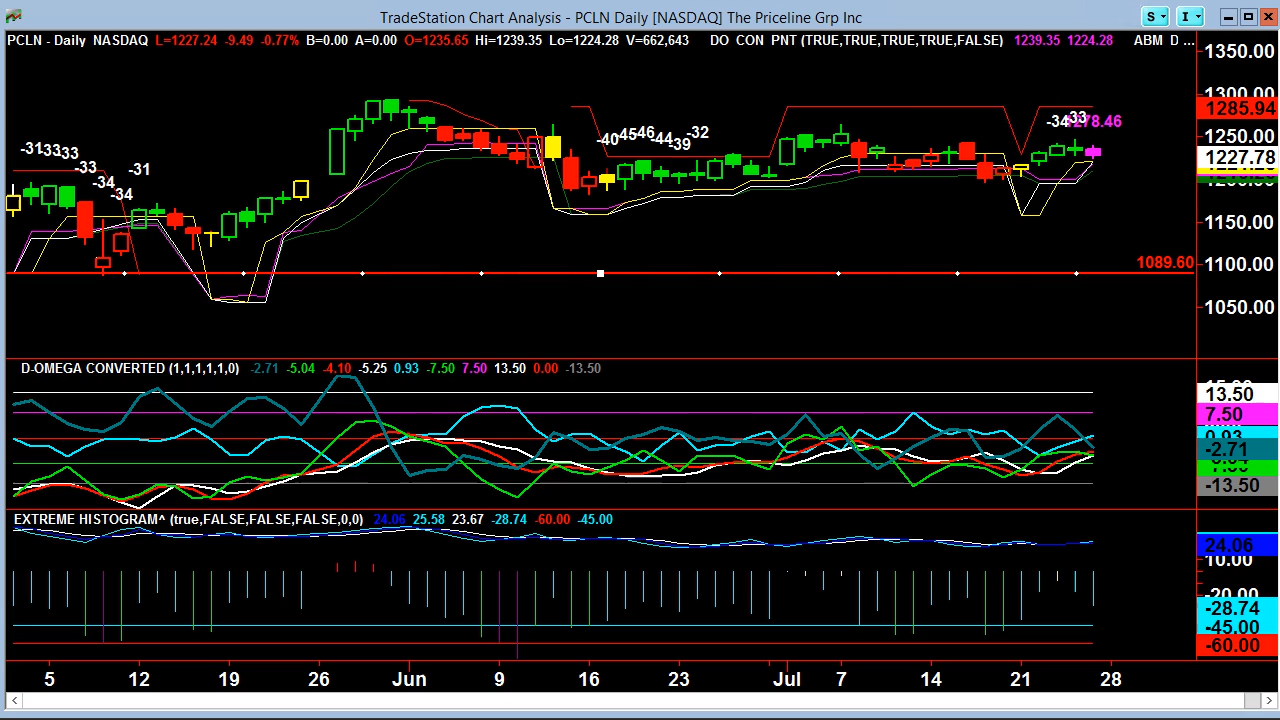 TradeStation Chart Analysis - PCLN Daily [NASDAQ] The Priceline Grp Inc
S I
PCLN - Daily NASDAQ L=1227.24 -9.49 -0.77% B=0.00 A=0.00 O=1235.65 Hi=1239.35 Lo=1224.28 V=662,643 DO CON PNT (TRUE,TRUE,TRUE,TRUE,FALSE) 1239.35 1224.28 ABM D ...
1350.00
1300.00
1285.94
-34 -33 1278.46
-40 -45 -46 -44 -39 -32
1250.00
-31 -33 -33 -33 -34 -34 -31
1227.78
1150.00
1089.60
1100.00
1050.00
D-OMEGA CONVERTED (1,1,1,1,1,0) -2.71 -5.04 -4.10 -5.25 0.93 -7.50 7.50 13.50 0.00 -13.50
13.50
7.50
0.93
-2.71
-13.50
EXTREME HISTOGRAM^ (true,FALSE,FALSE,FALSE,0,0) 24.06 25.58 23.67 -28.74 -60.00 -45.00
24.06
10.00
-20.00
-28.74
-45.00
-60.00
5 12 19 26 Jun 9 16 23 Jul 7 14 21 28